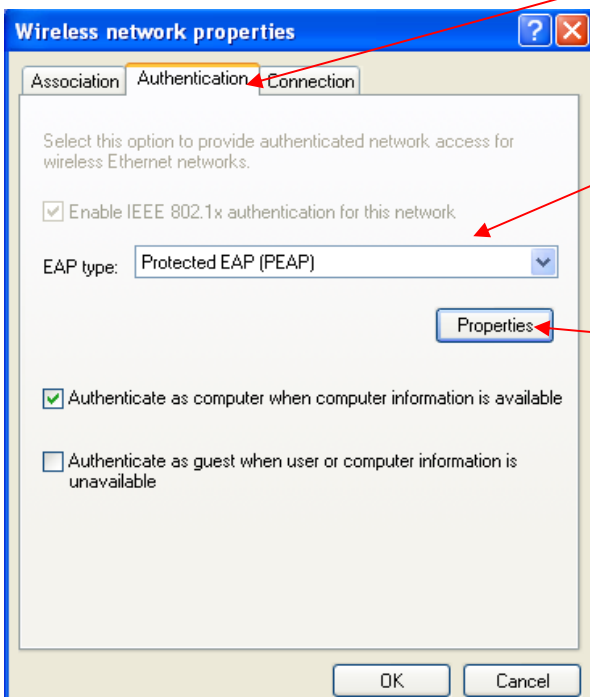 Wireless network properties
Association Authentication Connection
Select this option to provide authenticated network access for
wireless Ethernet networks.
Enable IEEE 802.1x authentication for this network
EAP type: Protected EAP (PEAP)
Properties
Authenticate as computer when computer information is available
Authenticate as guest when user or computer information is
unavailable
OK Cancel